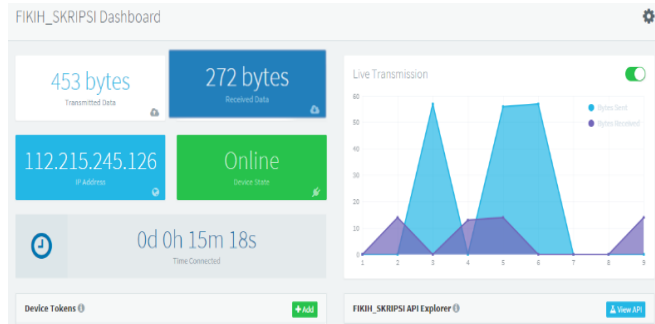 FIKIH_SKRIPSI Dashboard
453 bytes
Transmitted Data
272 bytes
Received Data
112.215.245.126
IP Address
Online
Device State
0d 0h 15m 18s
Time Connected
Live Transmission
60
50
40
30
20
10
0
Bytes Sent
Bytes Received
1 2 3 4 5 6 7 8 9
Device Tokens
+Add
FIKIH_SKRIPSI API Explorer
View API